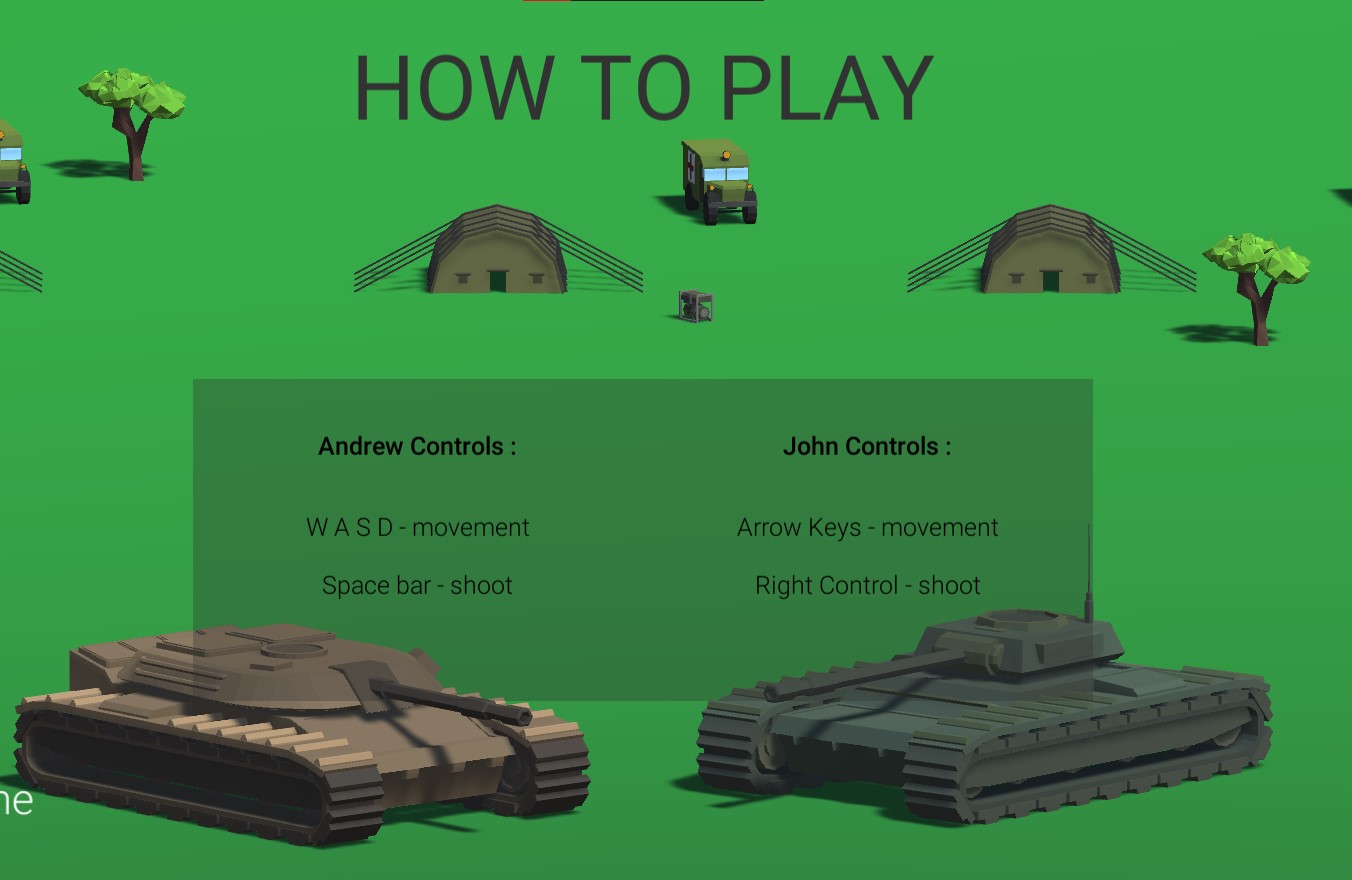 HOW TO PLAY
Andrew Controls :
W A S D - movement
Space bar - shoot
John Controls :
Arrow Keys - movement
Right Control - shoot